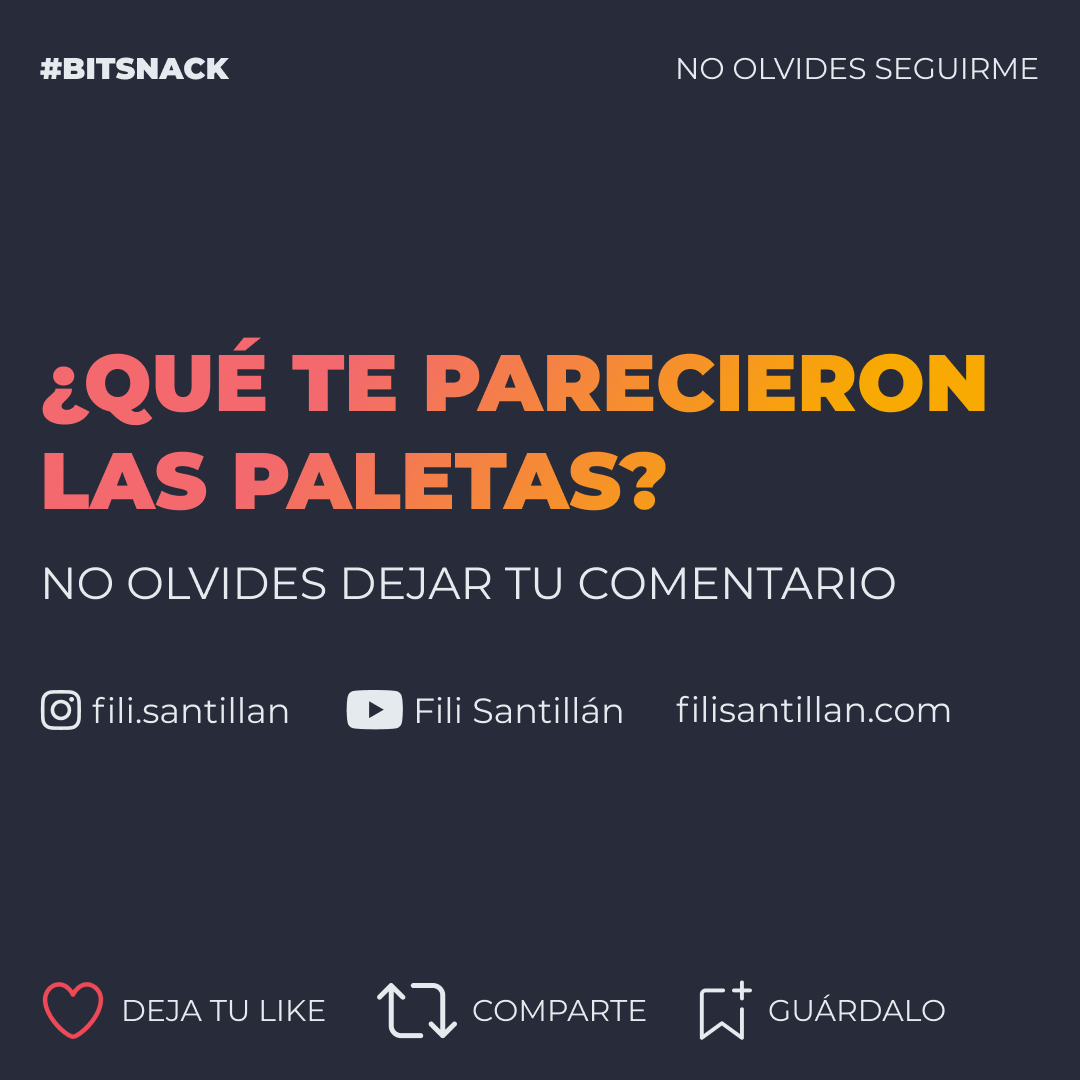 #BITSNACK
NO OLVIDES SEGUIRME
¿QUÉ TE PARECIERON
LAS PALETAS?
NO OLVIDES DEJAR TU COMENTARIO
fili.santillan
Fili Santillán
filisantillan.com
DEJA TU LIKE
COMPARTE
GUÁRDALO